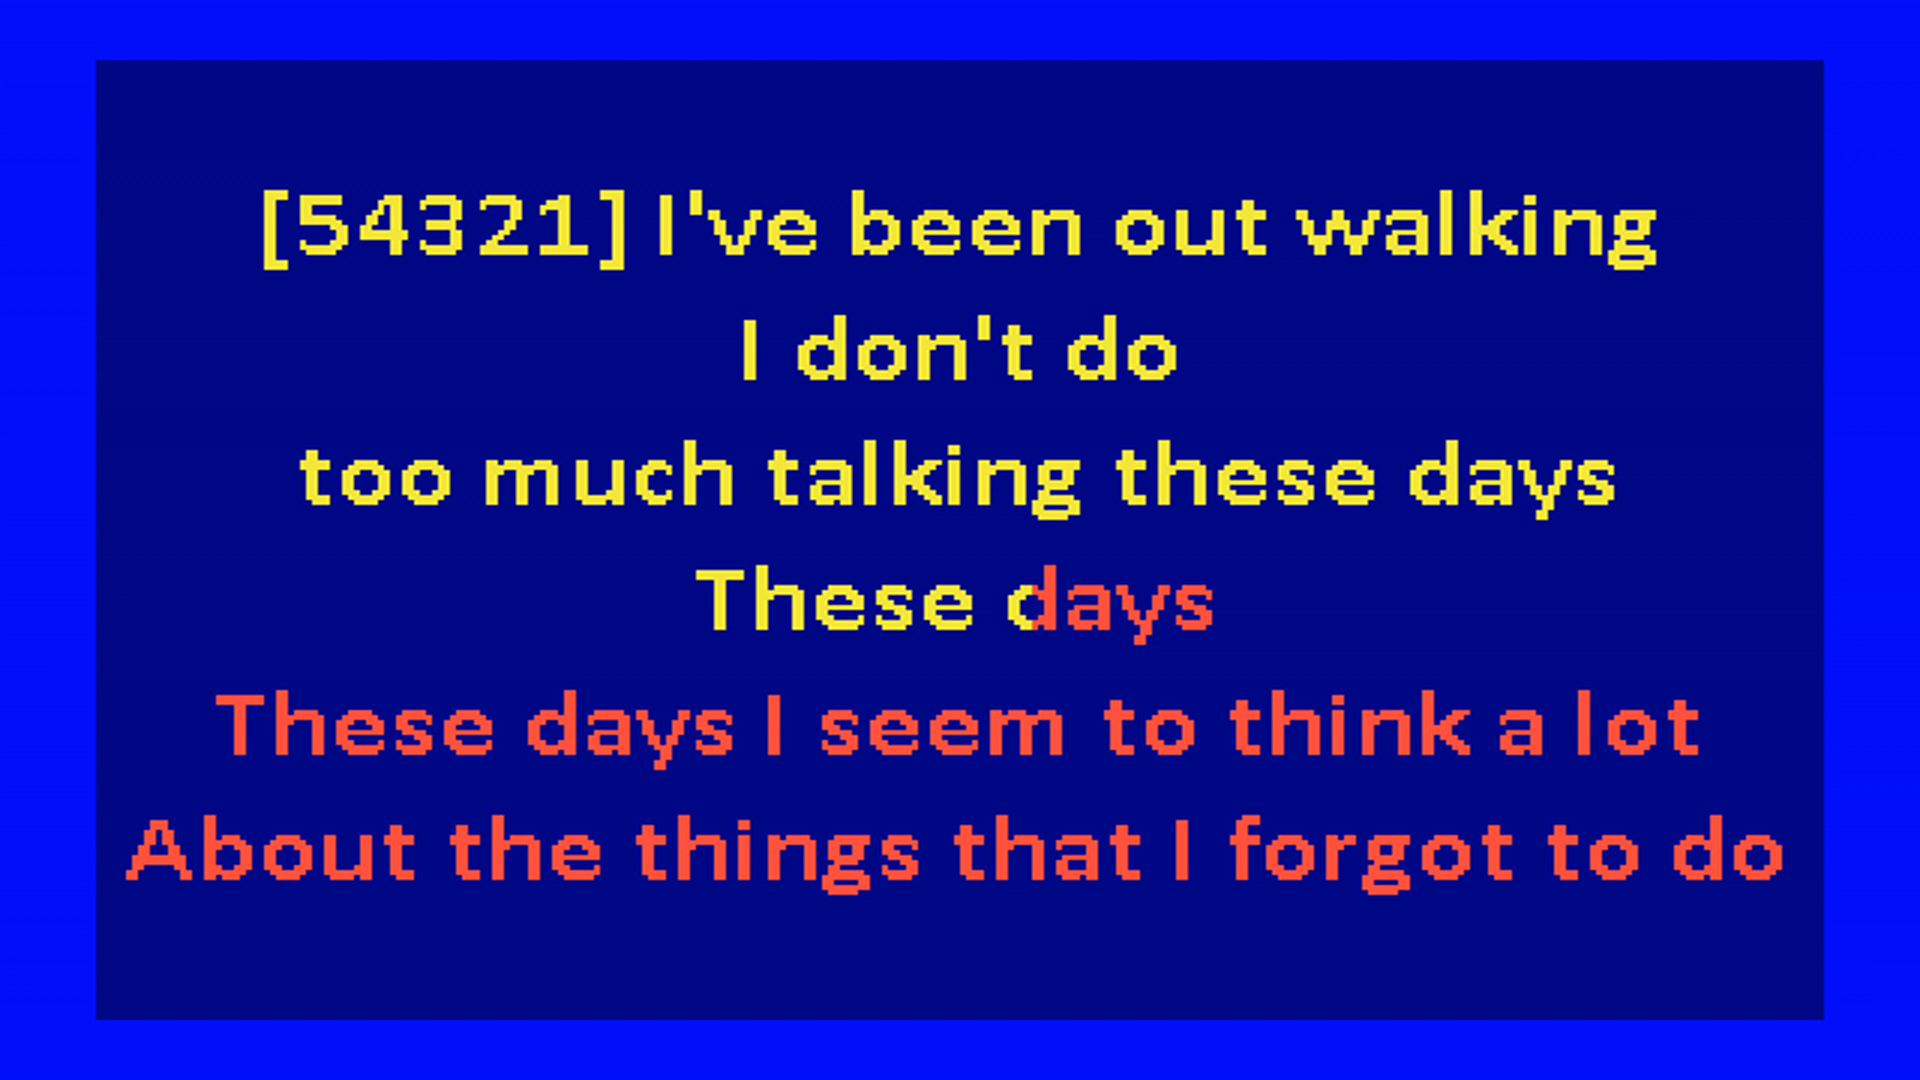 [54321] I've been out walking
I don't do
too much talking these days
These days
These days I seem to think a lot
About the things that I forgot to do